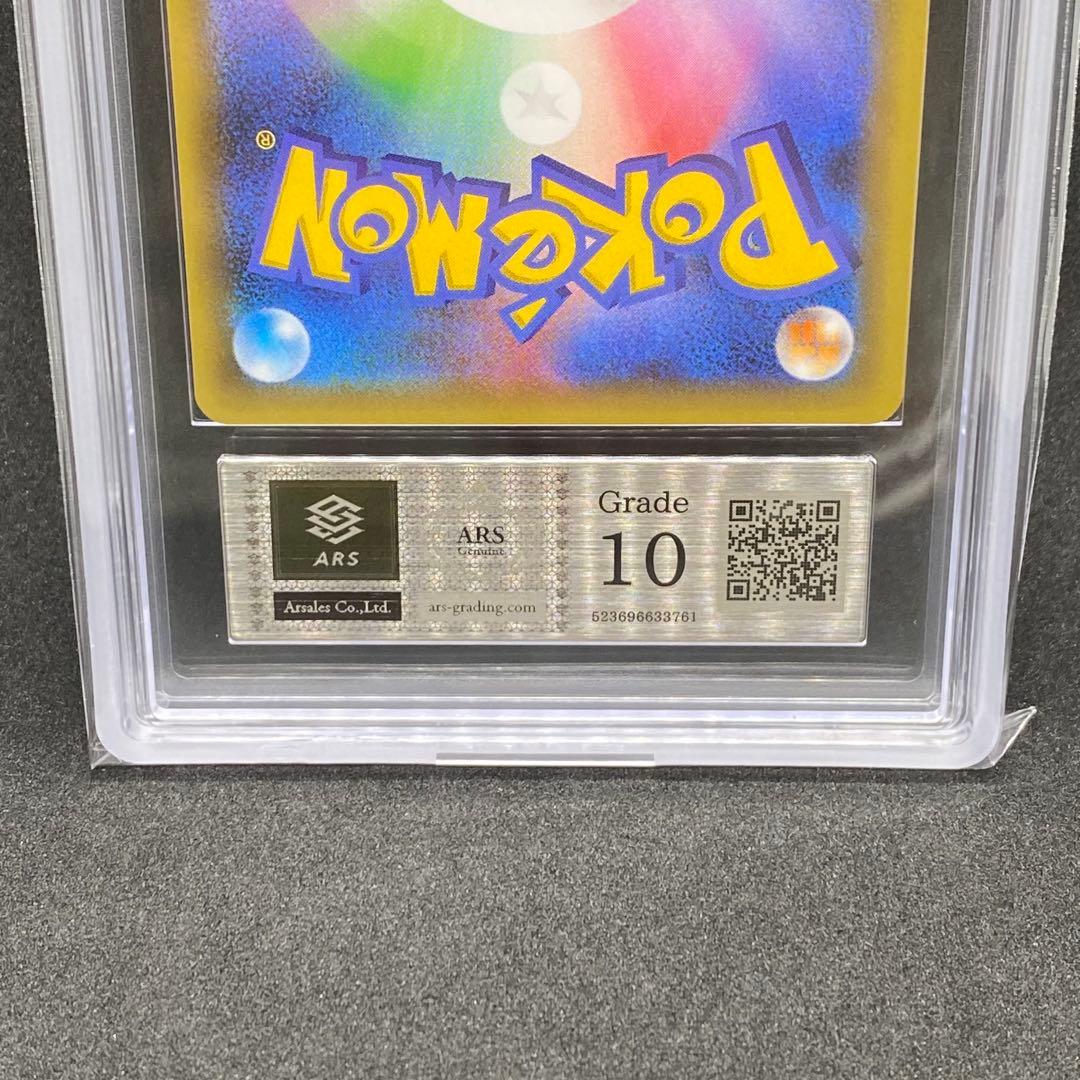 POKéMON
®
ARS
Arsales Co.,Ltd.
ARS
Genuine
ars-grading.com
Grade
10
523696633761